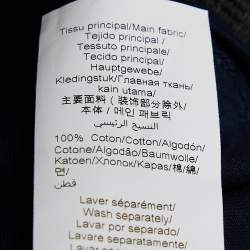 Tissu principal/Main fabric/
Tejido principal/
Tessuto principale/
Tecido principal/
Hauptgewebe/
Kledingstuk/Главная ткань/
kain utama/
主要面料（装饰部分除外/
本体/메인 패브릭
النسيج الرئيسي
100% Coton/Cotton/Algodón/
Cotone/Algodão/Baumwolle/
Katoen/Хлопок/Kapas/棉/綿/
면/
قطن
Laver séparément/
Wash separately/
Lavar por separado/
Lavare separatamente/